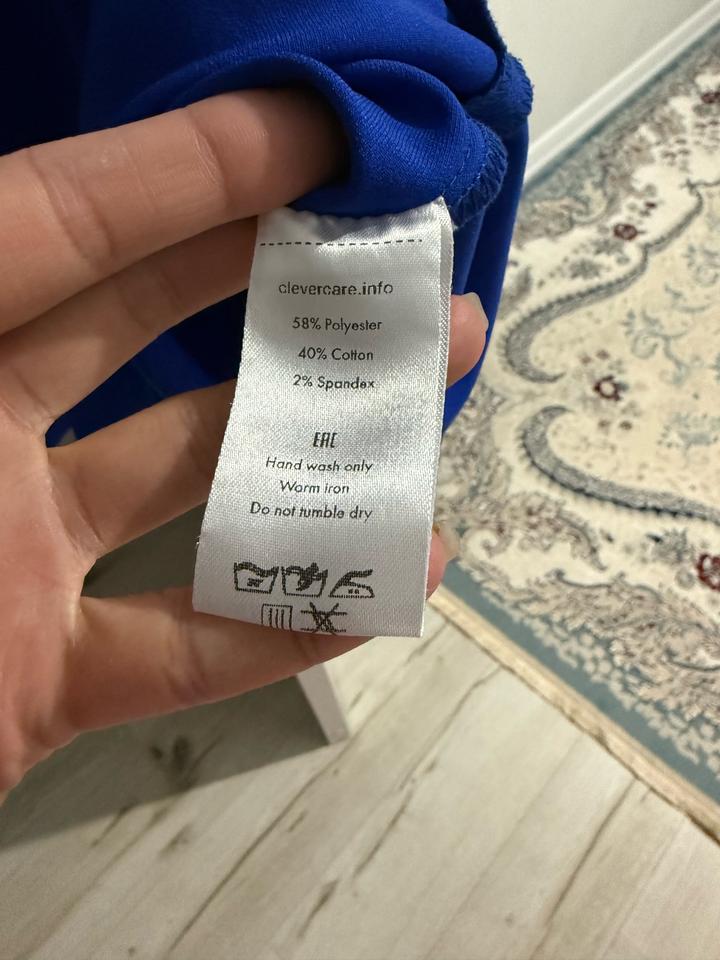 clevercare.info
58% Polyester
40% Cotton
2% Spandex
EAC
Hand wash only
Warm iron
Do not tumble dry